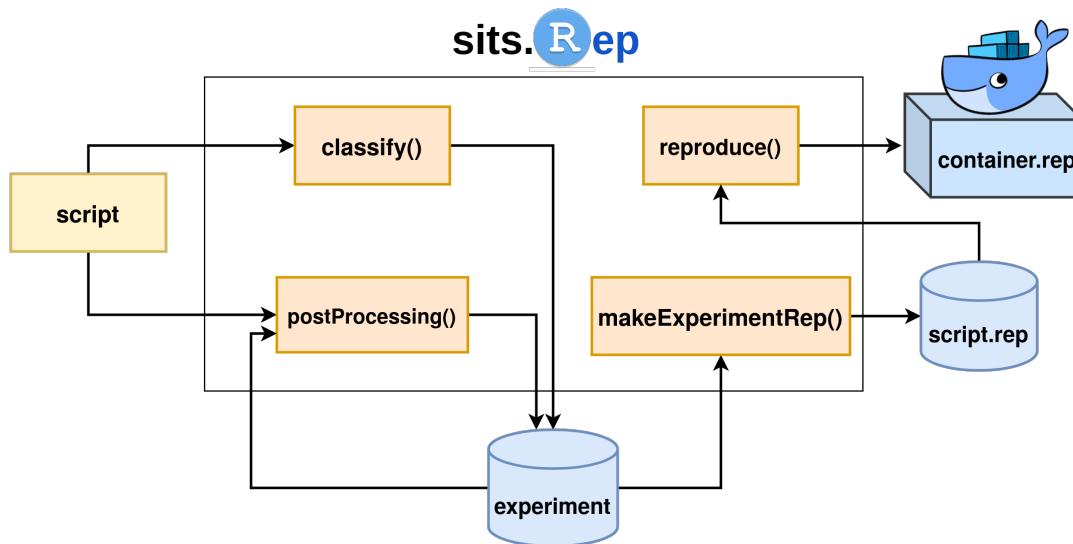 sits.Rep
classify()
reproduce()
container.rep
script
postProcessing()
makeExperimentRep()
script.rep
experiment